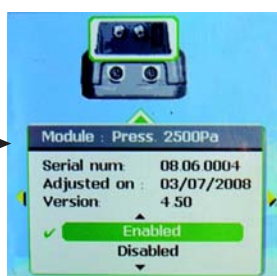 Module : Press. 2500Pa
Serial num: 08.06.0004
Adjusted on : 03/07/2008
Version: 4.50
Enabled
Disabled